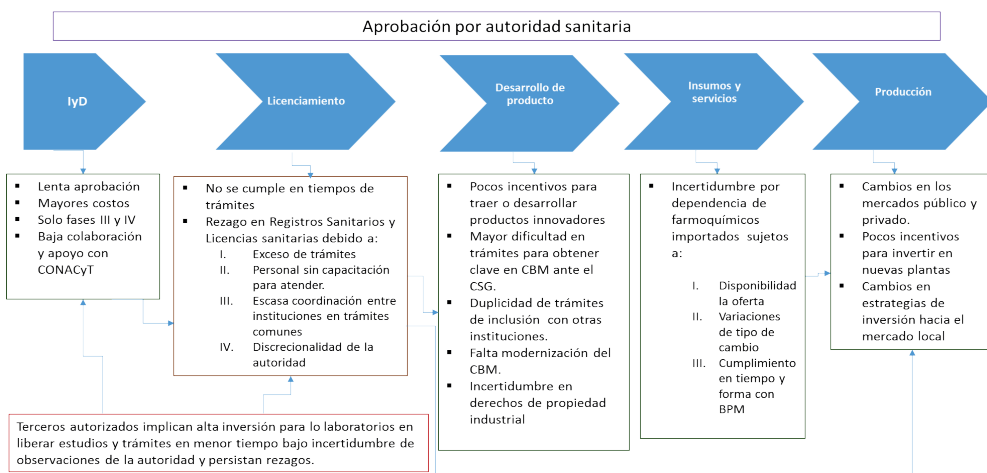 Aprobación por autoridad sanitaria
IyD
Licenciamiento
Desarrollo de
producto
Insumos y
servicios
Producción
▪ Lenta aprobación
▪ Mayores costos
▪ Solo fases III y IV
▪ Baja colaboración
y apoyo con
CONACyT
▪ No se cumple en tiempos de
trámites
▪ Rezago en Registros Sanitarios y
Licencias sanitarias debido a:
I. Exceso de trámites
II. Personal sin capacitación
para atender.
III. Escasa coordinación entre
instituciones en trámites
comunes
IV. Discrecionalidad de la
autoridad
▪ Pocos incentivos para
traer o desarrollar
productos innovadores
▪ Mayor dificultad en
trámites para obtener
clave en CBM ante el
CSG.
▪ Duplicidad de trámites
de inclusión con otras
instituciones.
▪ Falta modernización del
CBM.
▪ Incertidumbre en
derechos de propiedad
industrial
▪ Incertidumbre por
dependencia de
farmoquímicos
importados sujetos
a:
I. Disponibilidad
la oferta
II. Variaciones
de tipo de
cambio
III. Cumplimiento
en tiempo y
forma con
BPM
▪ Cambios en los
mercados público y
privado.
▪ Pocos incentivos
para invertir en
nuevas plantas
▪ Cambios en
estrategias de
inversión hacia el
mercado local
Terceros autorizados implican alta inversión para lo laboratorios en
liberar estudios y trámites en menor tiempo bajo incertidumbre de
observaciones de la autoridad y persistan rezagos.